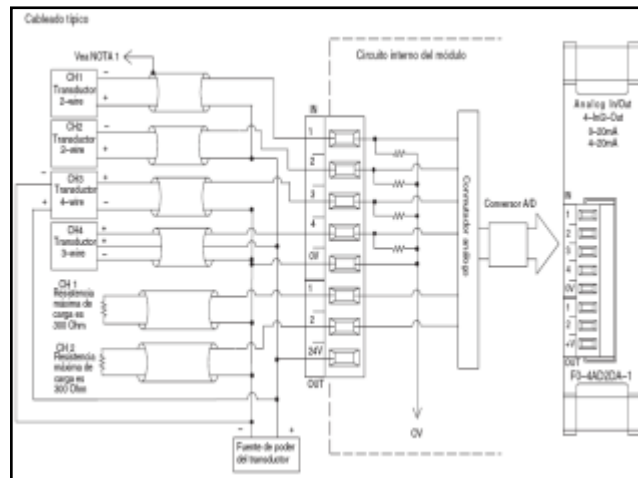 Cableado típico
Vea NOTA 1
Circuito interno del módulo
CH1
Transductor
2-wire
CH2
Transductor
2-wire
CH3
Transductor
4-wire
CH4
Transductor
3-wire
CH 1
Resistencia
máxima de
carga es
300 Ohm
CH 2
Resistencia
máxima de
carga es
300 Ohm
Fuente de poder
del transductor
IN
1
2
3
4
0V
1
2
24V
OUT
0V
Conmutador análogo
Conversor A/D
Analog In/Out
4-In/2-Out
0-20mA
4-20mA
IN
1
2
3
4
0V
1
2
+V
OUT
F0-4AD2DA-1